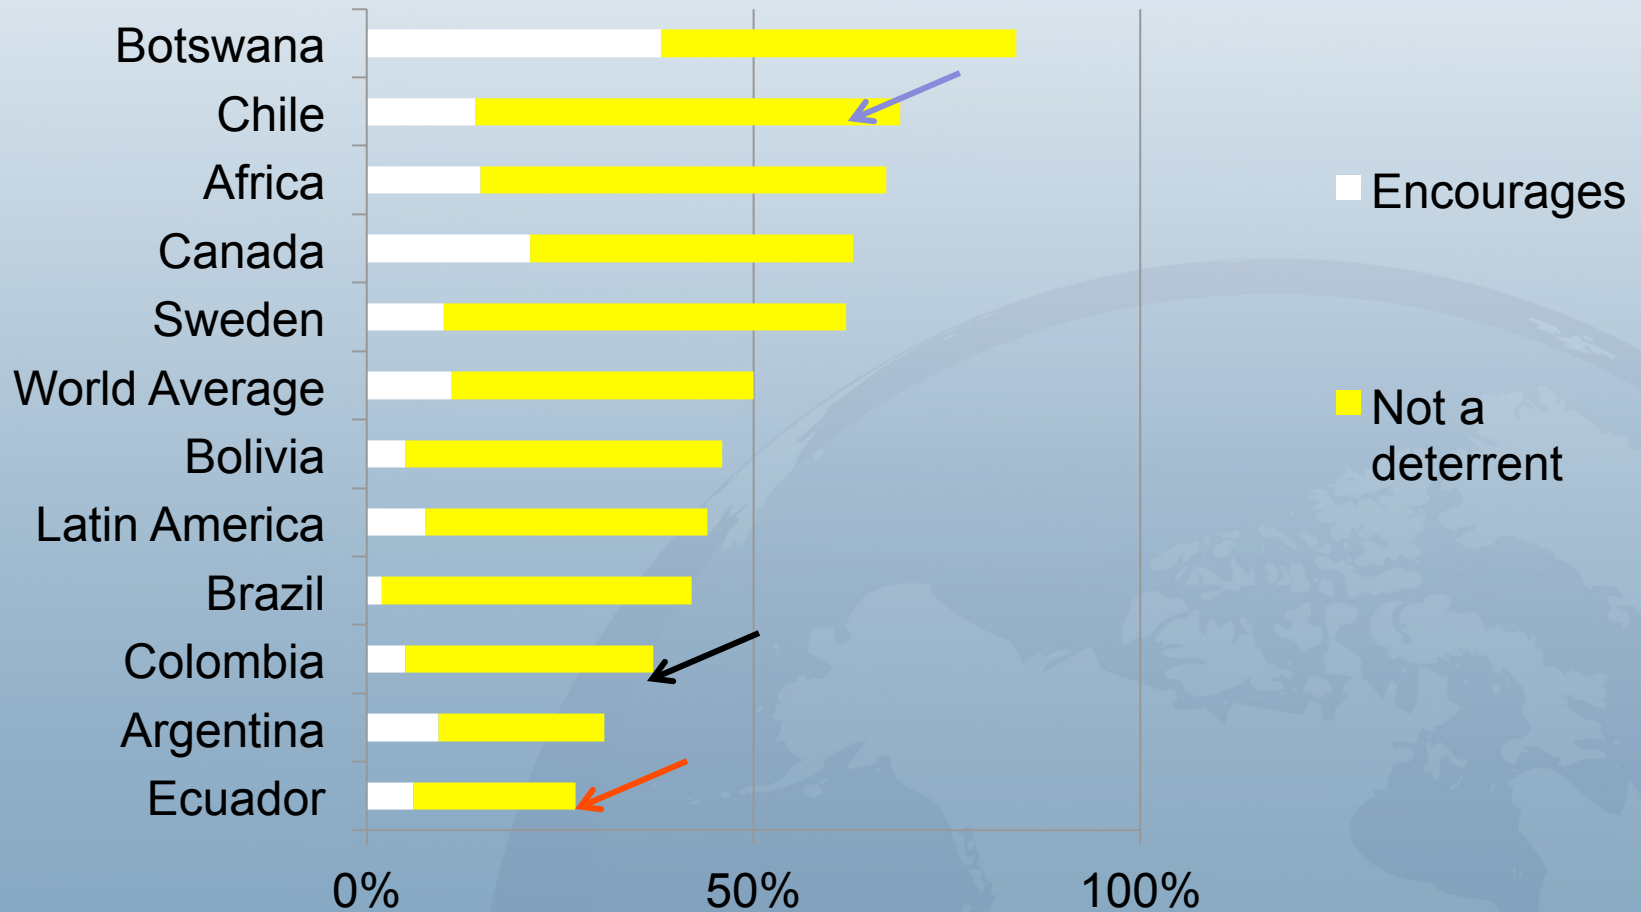 Botswana
Chile
Africa
Canada
Sweden
World Average
Bolivia
Latin America
Brazil
Colombia
Argentina
Ecuador
0% 50% 100%
Encourages
Not a
deterrent